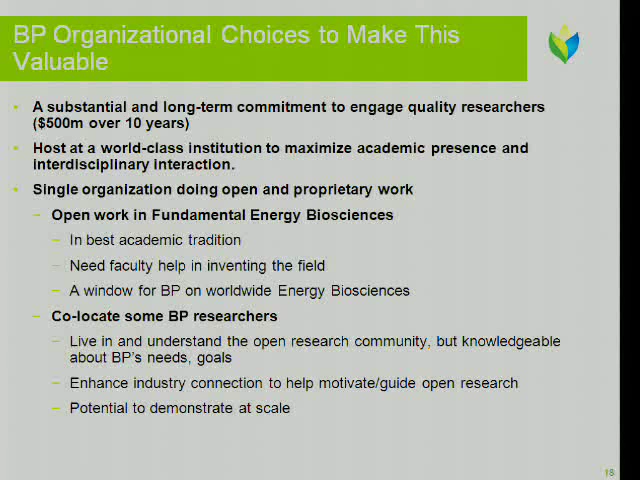 BP Organizational Choices to Make This
Valuable
• A substantial and long-term commitment to engage quality researchers
($500m over 10 years)
• Host at a world-class institution to maximize academic presence and
interdisciplinary interaction.
• Single organization doing open and proprietary work
– Open work in Fundamental Energy Biosciences
– In best academic tradition
– Need faculty help in inventing the field
– A window for BP on worldwide Energy Biosciences
– Co-locate some BP researchers
– Live in and understand the open research community, but knowledgeable
about BP's needs, goals
– Enhance industry connection to help motivate/guide open research
– Potential to demonstrate at scale
18